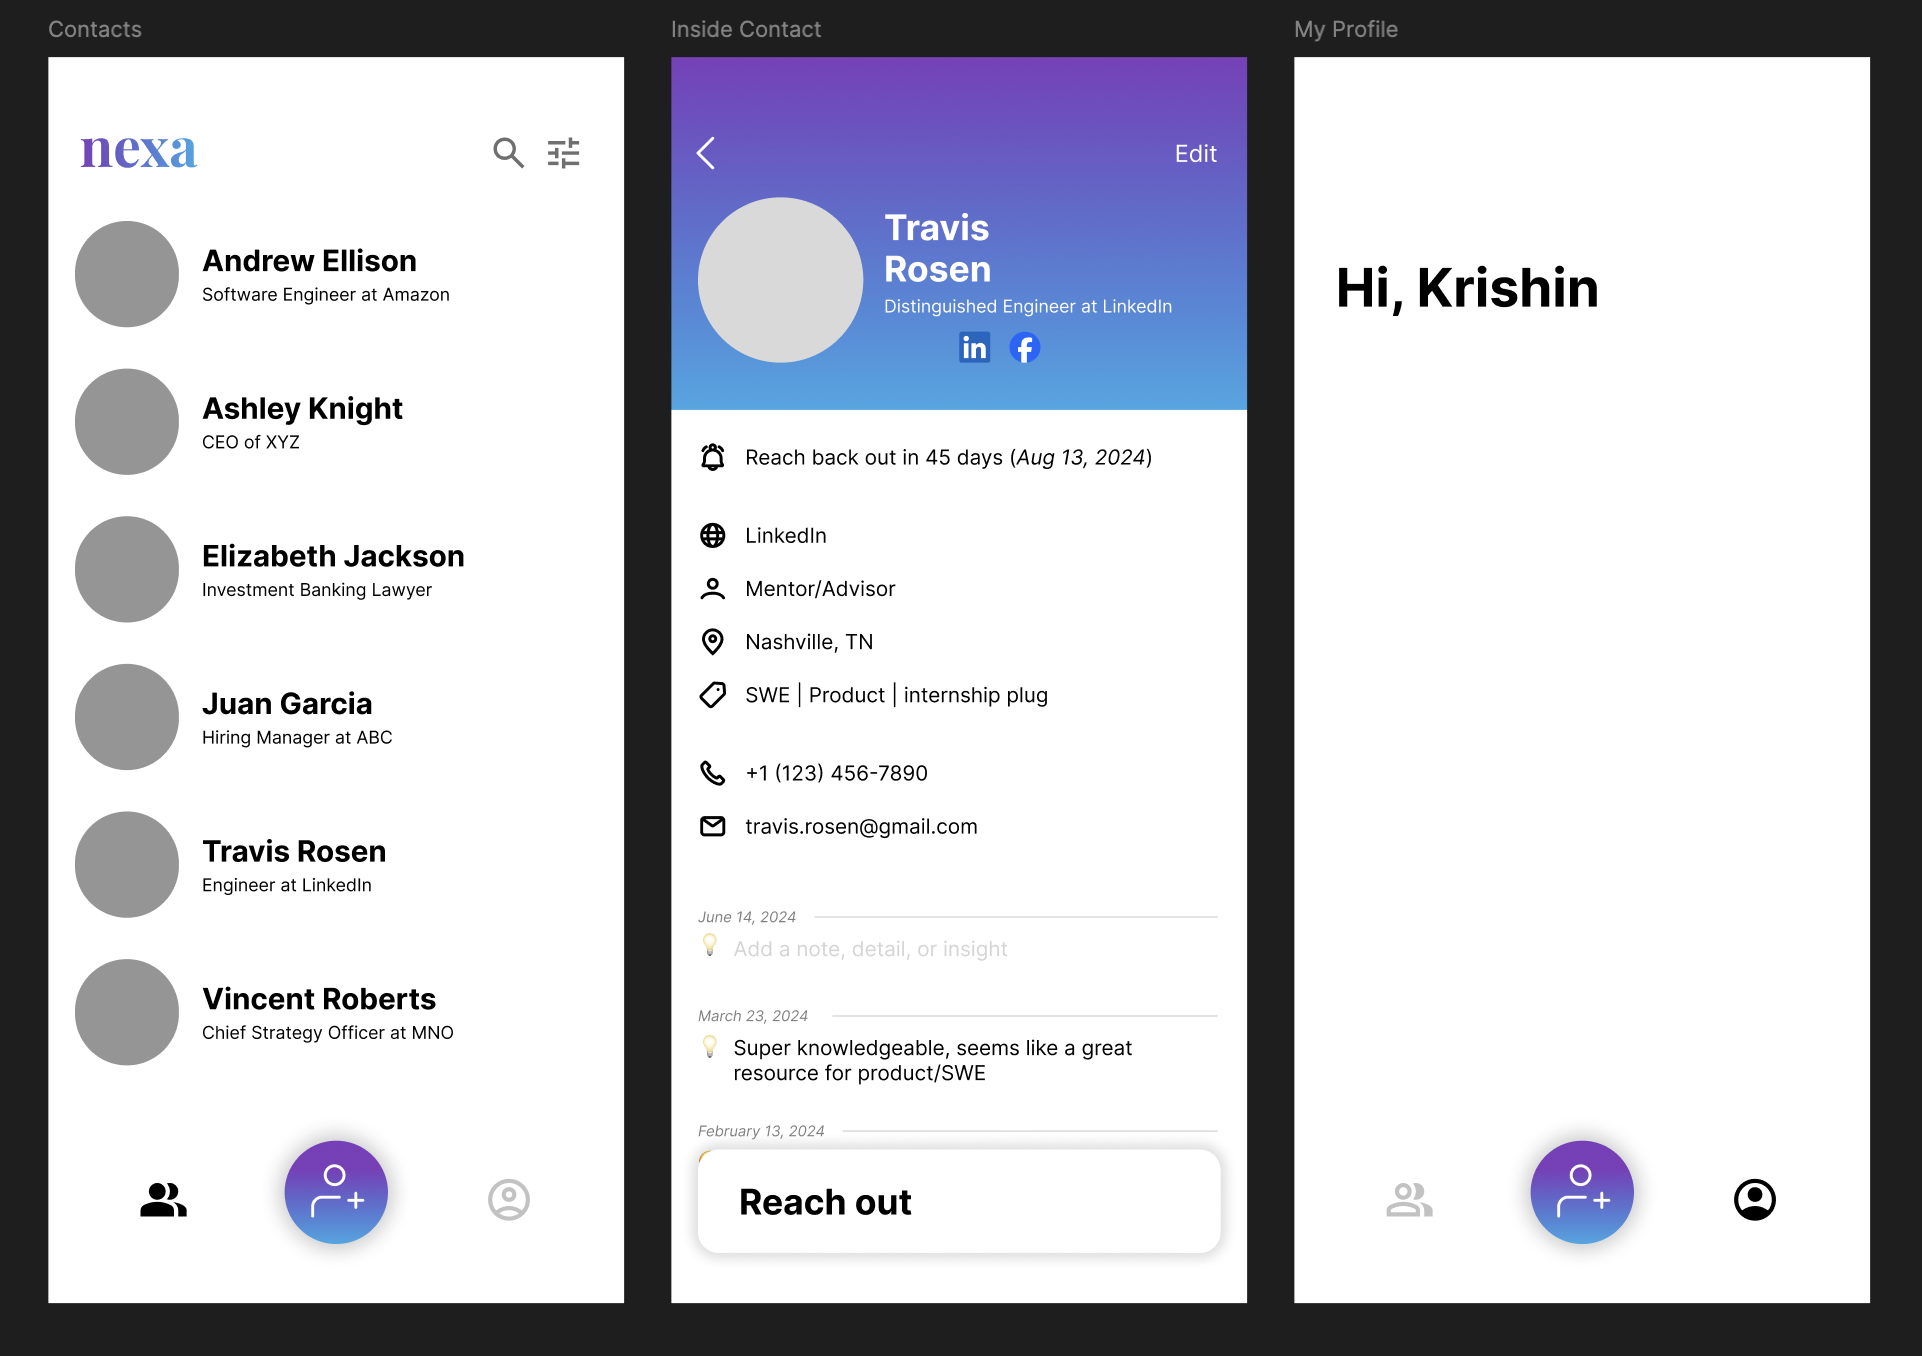 Contacts
nexa
Andrew Ellison
Software Engineer at Amazon
Ashley Knight
CEO of XYZ
Elizabeth Jackson
Investment Banking Lawyer
Juan Garcia
Hiring Manager at ABC
Travis Rosen
Engineer at LinkedIn
Vincent Roberts
Chief Strategy Officer at MNO
Inside Contact
Edit
Travis
Rosen
Distinguished Engineer at LinkedIn
in f
Reach back out in 45 days (Aug 13, 2024)
LinkedIn
Mentor/Advisor
Nashville, TN
SWE | Product | internship plug
+1 (123) 456-7890
travis.rosen@gmail.com
June 14, 2024
Add a note, detail, or insight
March 23, 2024
Super knowledgeable, seems like a great
resource for product/SWE
February 13, 2024
Reach out
My Profile
Hi, Krishin